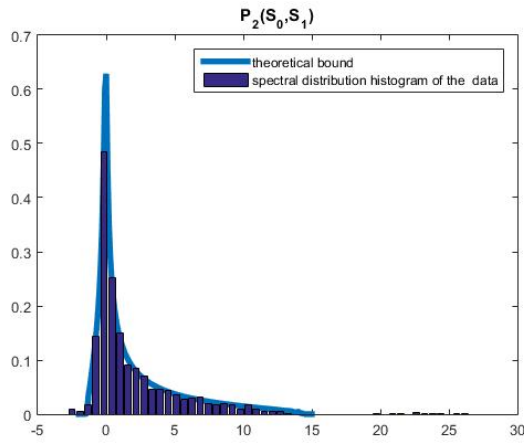 P2(S0,S1)
0.7
theoretical bound
spectral distribution histogram of the data
0.6
0.5
0.4
0.3
0.2
0.1
0
-5 0 5 10 15 20 25 30